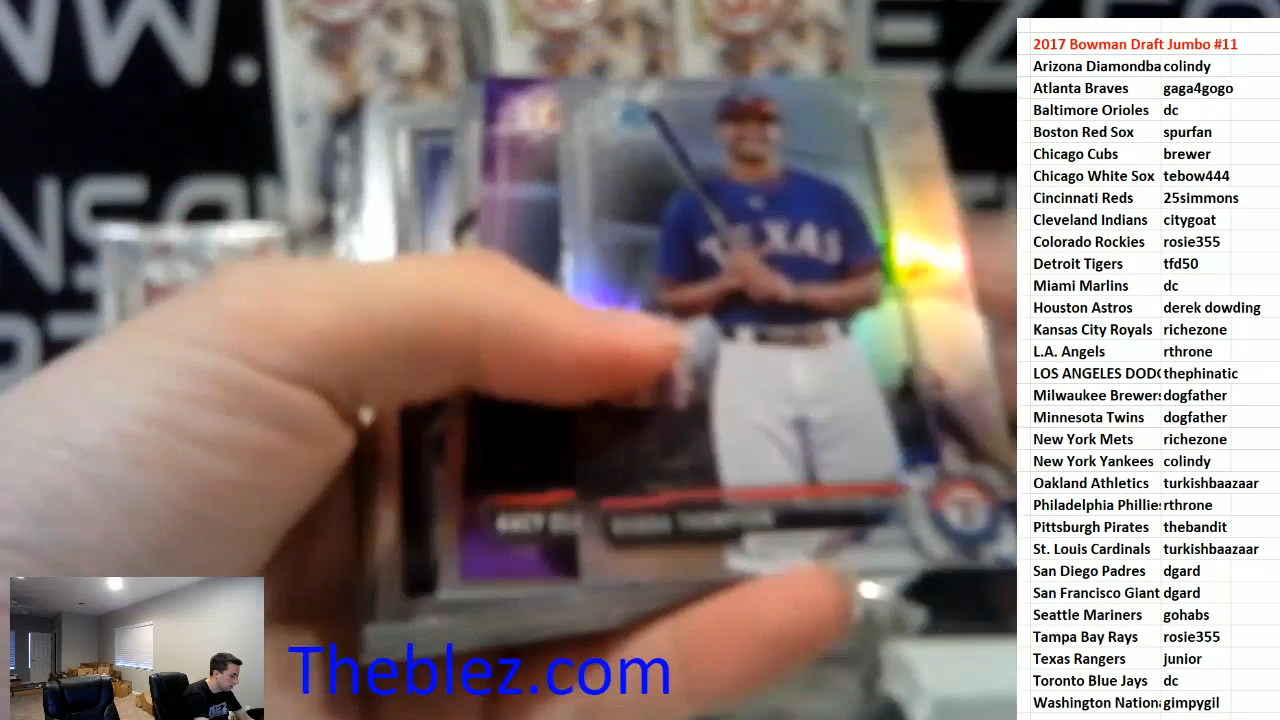 2017 Bowman Draft Jumbo #11
Arizona Diamondba colindy
Atlanta Braves gaga4gogo
Baltimore Orioles dc
Boston Red Sox spurfan
Chicago Cubs brewer
Chicago White Sox tebow444
Cincinnati Reds 25simmons
Cleveland Indians citygoat
Colorado Rockies rosie355
Detroit Tigers tfd50
Miami Marlins dc
Houston Astros derek dowding
Kansas City Royals richezone
L.A. Angels rthrone
LOS ANGELES DODG thephinatic
Milwaukee Brewers dogfather
Minnesota Twins dogfather
New York Mets richezone
New York Yankees colindy
Oakland Athletics turkishbaazaar
Philadelphia Phillies rthrone
Pittsburgh Pirates thebandit
St. Louis Cardinals turkishbaazaar
San Diego Padres dgard
San Francisco Giant dgard
Seattle Mariners gohabs
Tampa Bay Rays rosie355
Texas Rangers junior
Toronto Blue Jays dc
Washington Nationa gimpygil
TEXAS
THOMPSON
Theblez.com